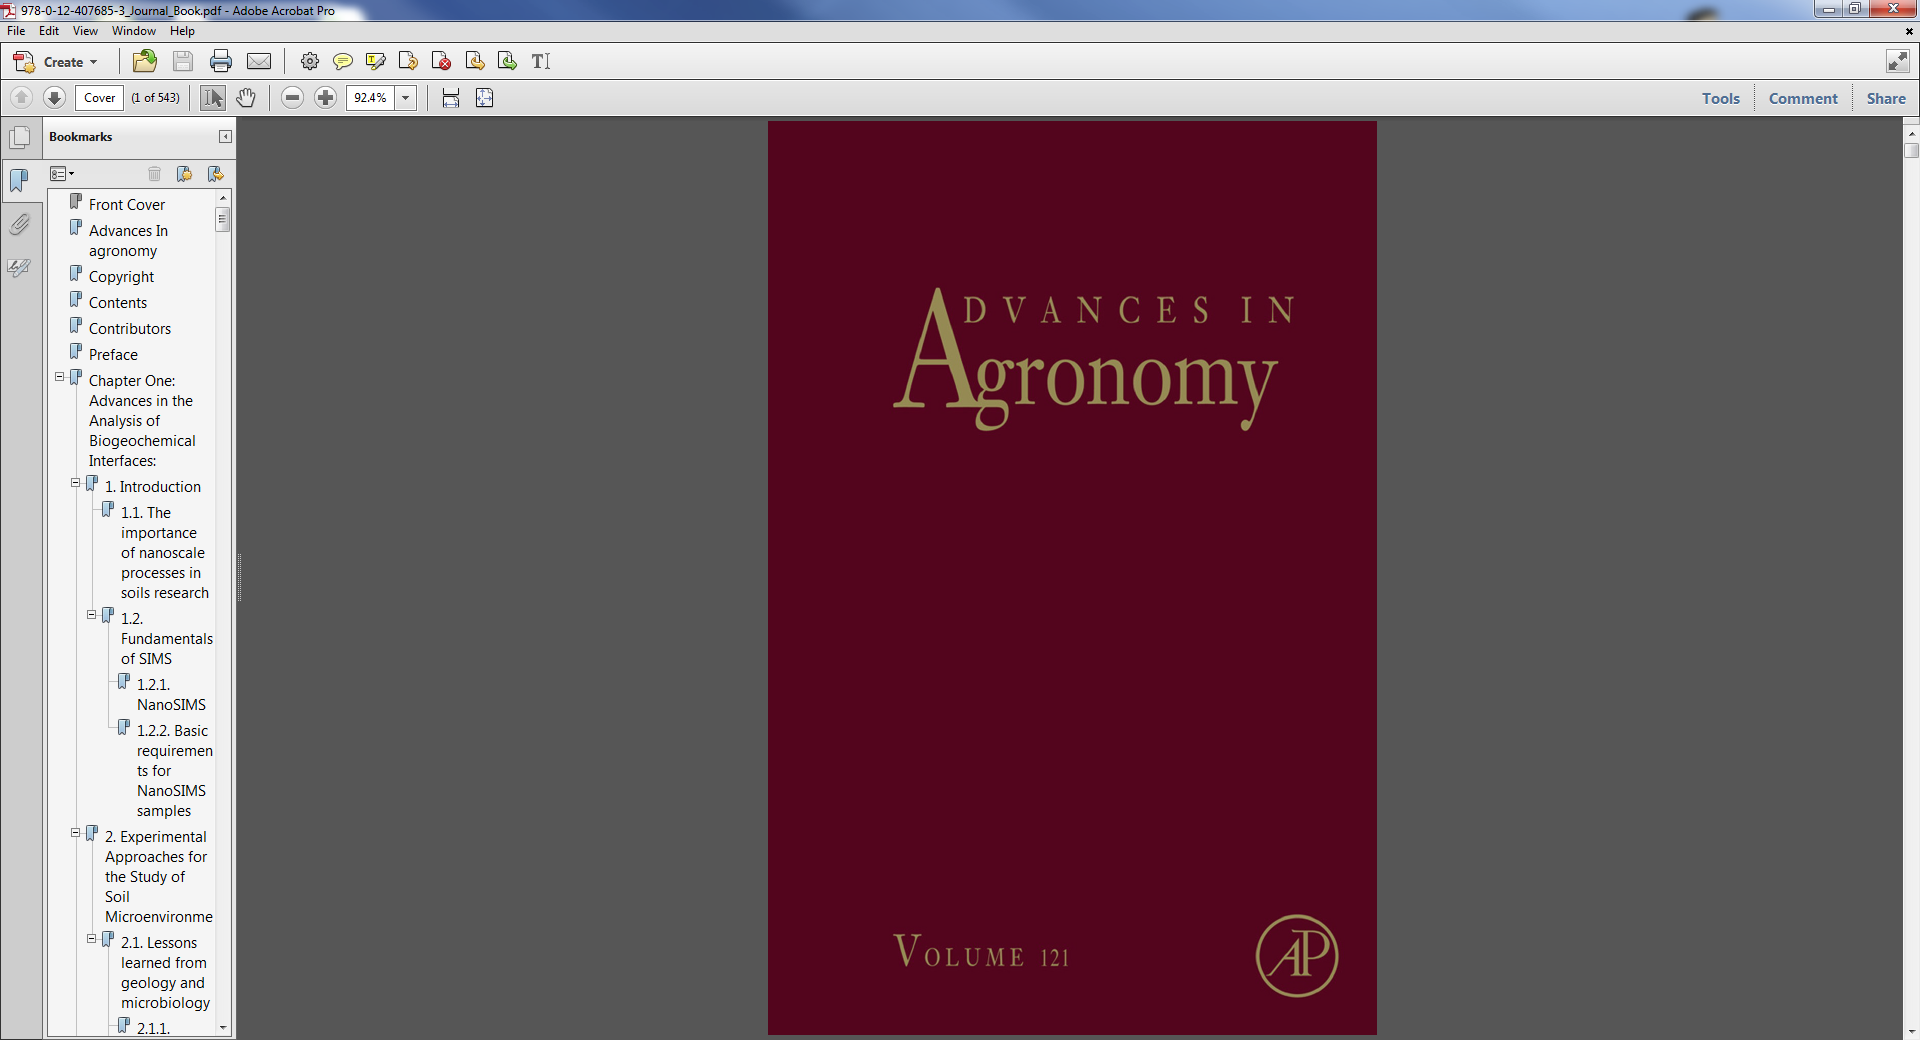 978-0-12-407685-3_Journal_Book.pdf - Adobe Acrobat Pro
File Edit View Window Help
Create
Cover (1 of 543) 92.4% Tools Comment Share
Bookmarks
Front Cover
Advances In
agronomy
Copyright
Contents
Contributors
Preface
Chapter One:
Advances in the
Analysis of
Biogeochemical
Interfaces:
1. Introduction
1.1. The
importance
of nanoscale
processes in
soils research
1.2.
Fundamentals
of SIMS
1.2.1.
NanoSIMS
1.2.2. Basic
requiremen
ts for
NanoSIMS
samples
2. Experimental
Approaches for
the Study of
Soil
Microenvironme
2.1. Lessons
learned from
geology and
microbiology
2.1.1.
ADVANCES IN
Agronomy
VOLUME 121
AP